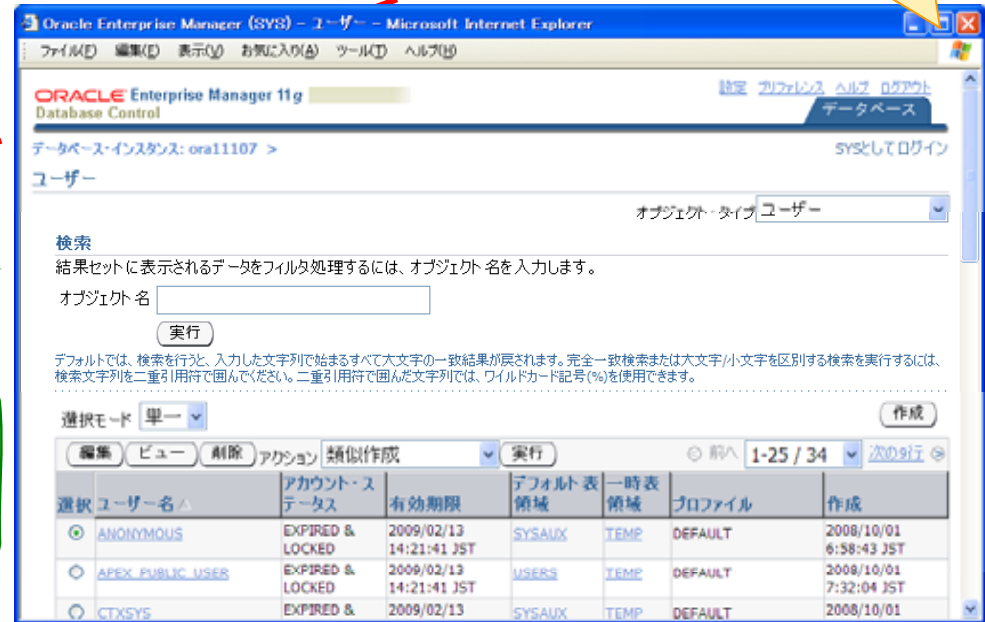 Oracle Enterprise Manager (SYS) - ユーザー - Microsoft Internet Explorer
ファイル(F) 編集(E) 表示(V) お気に入り(A) ツール(T) ヘルプ(H)
設定 プリファレンス ヘルプ ログアウト
ORACLE Enterprise Manager 11g
Database Control
データベース
データベース・インスタンス: ora11107 >
SYSとしてログイン
ユーザー
オブジェクト・タイプ ユーザー
検索
結果セットに表示されるデータをフィルタ処理するには、オブジェクト名を入力します。
オブジェクト名
実行
デフォルトでは、検索を行うと、入力した文字列で始まるすべて大文字の一致結果が戻されます。完全一致検索または大文字/小文字を区別する検索を実行するには、
検索文字列を二重引用符で囲んでください。二重引用符で囲んだ文字列では、ワイルドカード記号(%)を使用できます。
選択モード 単一
作成
編集 ビュー 削除 アクション 類似作成 実行 前へ 1-25 / 34 次の9行
選択 ユーザー名 アカウント・ステータス 有効期限 デフォルト表領域 一時表領域 プロファイル 作成
ANONYMOUS EXPIRED & LOCKED 2009/02/13 14:21:41 JST SYSAUX TEMP DEFAULT 2008/10/01 6:58:43 JST
APEX_PUBLIC_USER EXPIRED & LOCKED 2009/02/13 14:21:41 JST USERS TEMP DEFAULT 2008/10/01 7:32:04 JST
CTXSYS EXPIRED & 2009/02/13 SYSAUX TEMP DEFAULT 2008/10/01